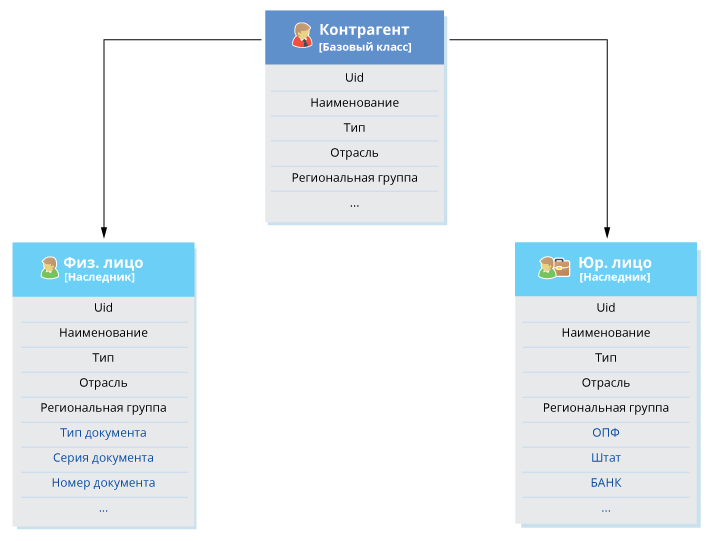 Контрагент
[Базовый класс]
Uid
Наименование
Тип
Отрасль
Региональная группа
...
Физ. лицо
[Наследник]
Uid
Наименование
Тип
Отрасль
Региональная группа
Тип документа
Серия документа
Номер документа
...
Юр. лицо
[Наследник]
Uid
Наименование
Тип
Отрасль
Региональная группа
ОПФ
Штат
БАНК
...